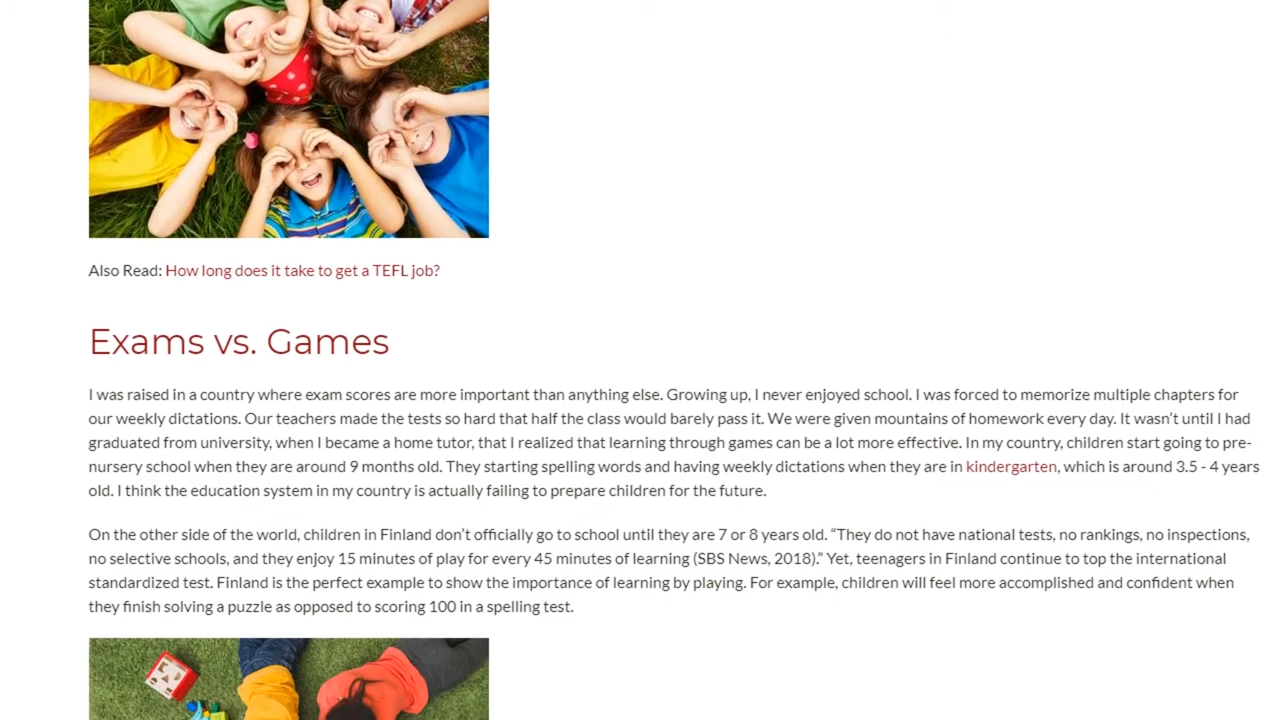 Also Read: How long does it take to get a TEFL job?
Exams vs. Games
I was raised in a country where exam scores are more important than anything else. Growing up, I never enjoyed school. I was forced to memorize multiple chapters for
our weekly dictations. Our teachers made the tests so hard that half the class would barely pass it. We were given mountains of homework every day. It wasn’t until I had
graduated from university, when I became a home tutor, that I realized that learning through games can be a lot more effective. In my country, children start going to pre-
nursery school when they are around 9 months old. They starting spelling words and having weekly dictations when they are in kindergarten, which is around 3.5 - 4 years
old. I think the education system in my country is actually failing to prepare children for the future.
On the other side of the world, children in Finland don’t officially go to school until they are 7 or 8 years old. “They do not have national tests, no rankings, no inspections,
no selective schools, and they enjoy 15 minutes of play for every 45 minutes of learning (SBS News, 2018).” Yet, teenagers in Finland continue to top the international
standardized test. Finland is the perfect example to show the importance of learning by playing. For example, children will feel more accomplished and confident when
they finish solving a puzzle as opposed to scoring 100 in a spelling test.